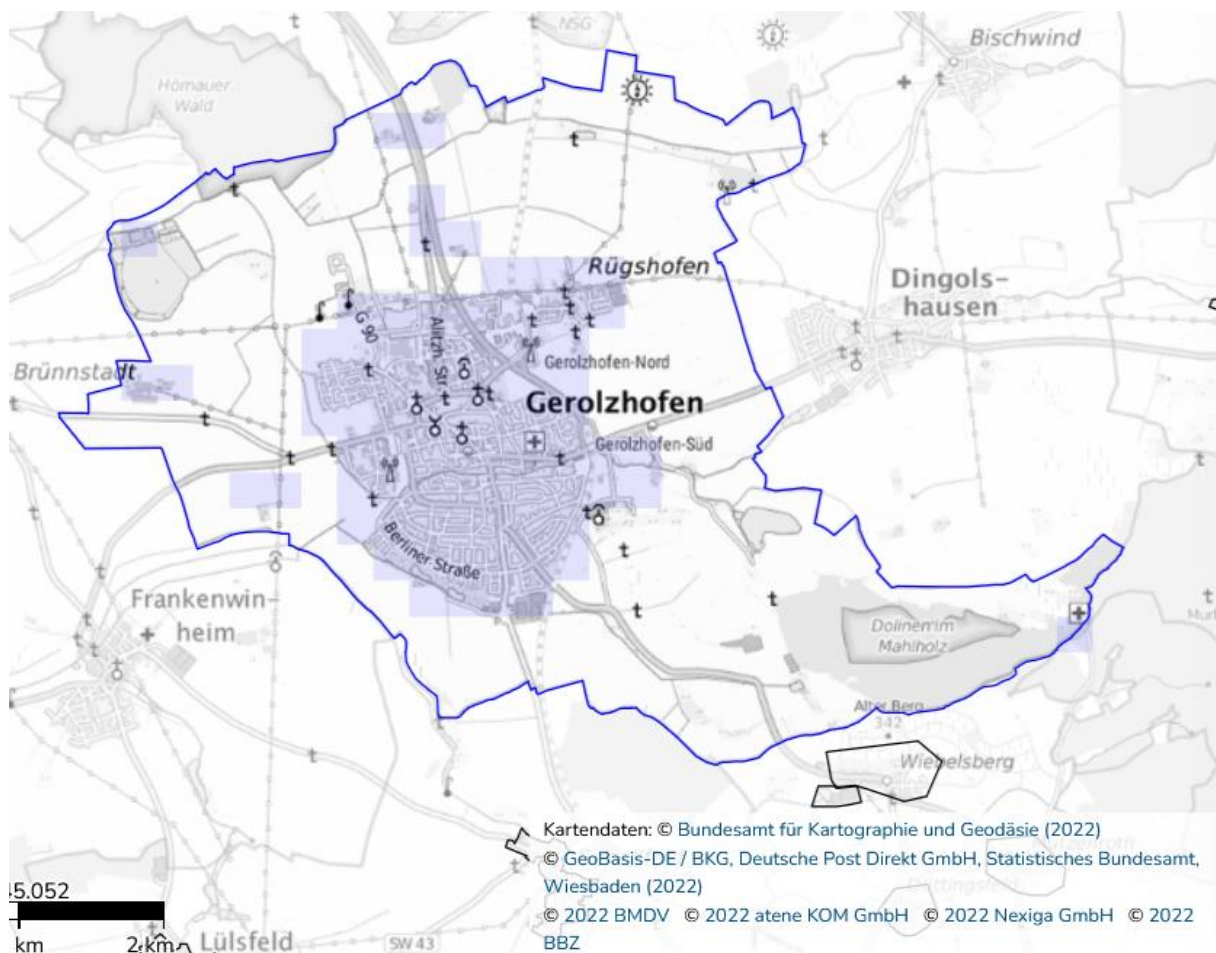 NSG
Bischwind
Hörnauer
Wald
Rügshofen
Dingols-
hausen
G 90
Alitzh. Str
Gerolzhofen-Nord
Brünnstadt
Gerolzhofen
Gerolzhofen-Süd
Berliner Straße
Frankenwin-
heim
Dolinen im
Mahlholz
Alter Berg
342
Wiebelsberg
Kartendaten: © Bundesamt für Kartographie und Geodäsie (2022)
© GeoBasis-DE / BKG, Deutsche Post Direkt GmbH, Statistisches Bundesamt,
Wiesbaden (2022)
© 2022 BMDV © 2022 atene KOM GmbH © 2022 Nexiga GmbH © 2022
BBZ
45.052
km 2 km
Lülsfeld
SW 43